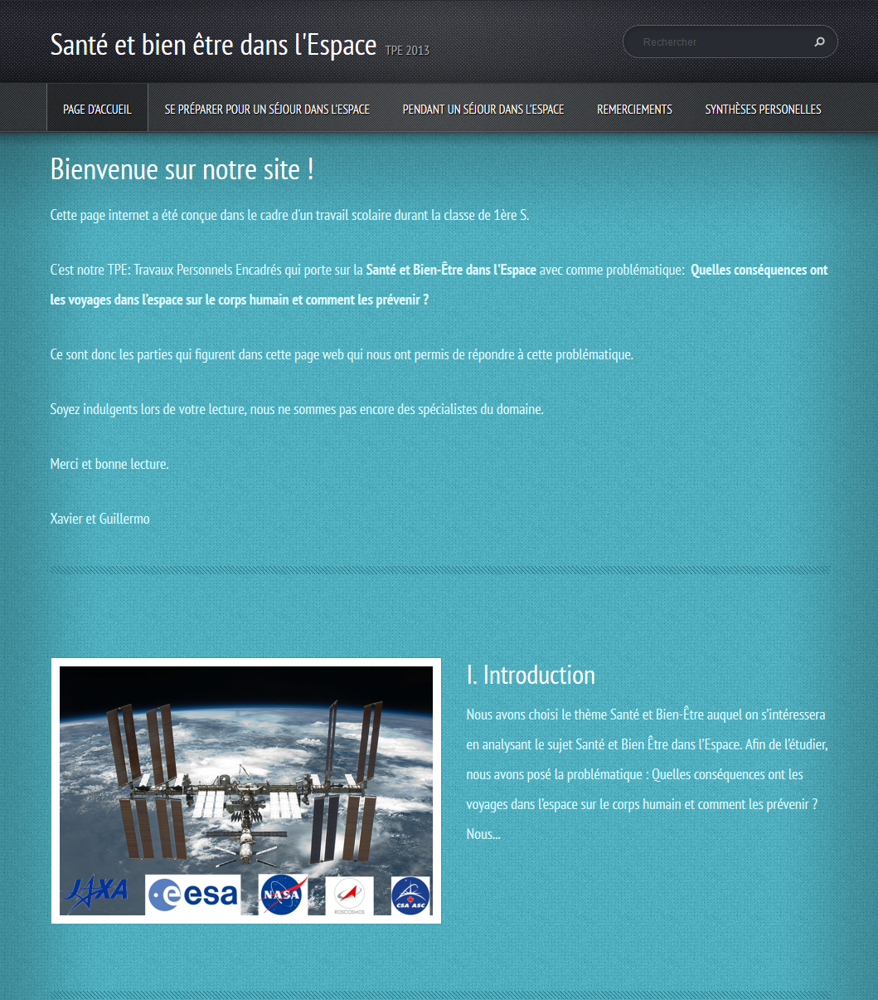 Santé et bien être dans l'Espace TPE 2013
Rechercher
PAGE D'ACCUEIL SE PRÉPARER POUR UN SÉJOUR DANS L'ESPACE PENDANT UN SÉJOUR DANS L'ESPACE REMERCIEMENTS SYNTHÈSES PERSONELLES
Bienvenue sur notre site !
Cette page internet a été conçue dans le cadre d'un travail scolaire durant la classe de 1ère S.
C'est notre TPE: Travaux Personnels Encadrés qui porte sur la Santé et Bien-Être dans l'Espace avec comme problématique: Quelles conséquences ont
les voyages dans l'espace sur le corps humain et comment les prévenir ?
Ce sont donc les parties qui figurent dans cette page web qui nous ont permis de répondre à cette problématique.
Soyez indulgents lors de votre lecture, nous ne sommes pas encore des spécialistes du domaine.
Merci et bonne lecture.
Xavier et Guillermo
I. Introduction
Nous avons choisi le thème Santé et Bien-Être auquel on s'intéressera
en analysant le sujet Santé et Bien Être dans l'Espace. Afin de l'étudier,
nous avons posé la problématique : Quelles conséquences ont les
voyages dans l'espace sur le corps humain et comment les prévenir ?
Nous...
JAXA esa NASA ROSCOSMOS CSA ASC